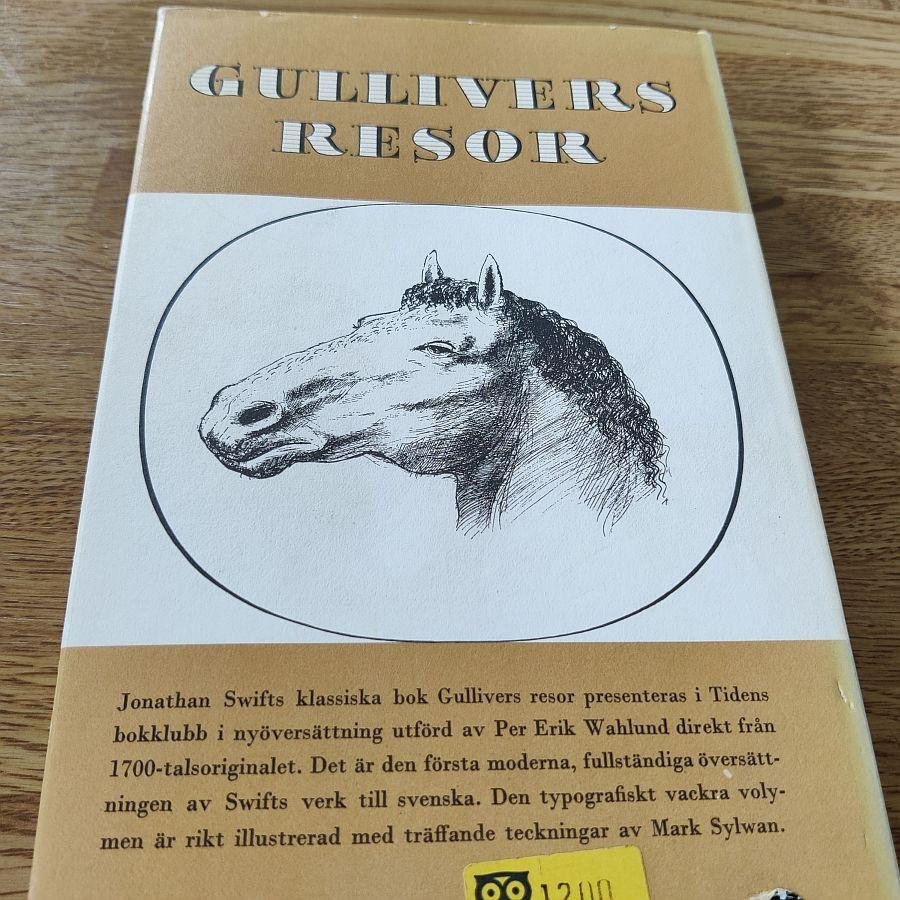 GULLIVERS
RESOR
Jonathan Swifts klassiska bok Gullivers resor presenteras i Tidens
bokklubb i nyöversättning utförd av Per Erik Wahlund direkt från
1700-talsoriginalet. Det är den första moderna, fullständiga översätt-
ningen av Swifts verk till svenska. Den typografiskt vackra voly-
men är rikt illustrerad med träffande teckningar av Mark Sylwan.
1200